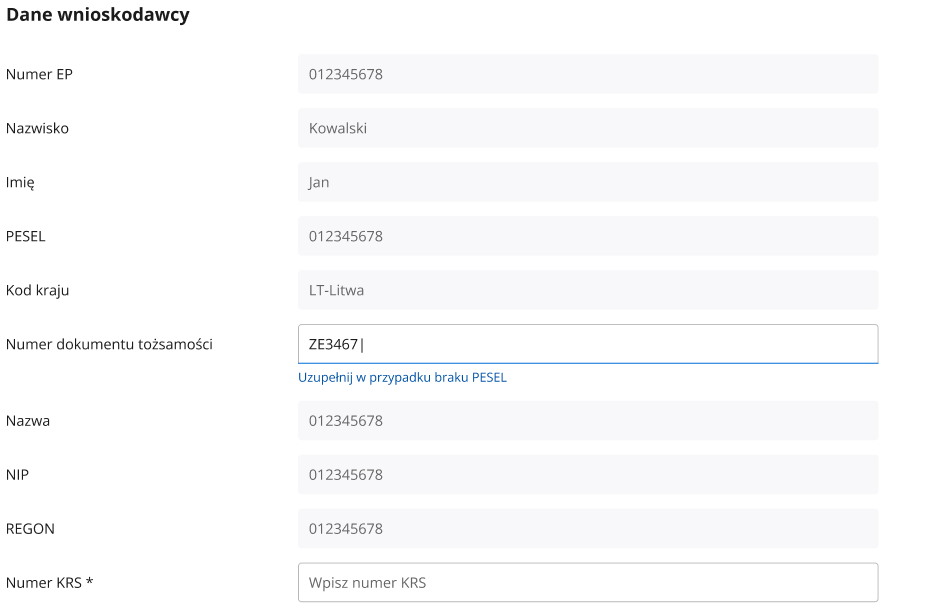 Dane wnioskodawcy
Numer EP 012345678
Nazwisko Kowalski
Imię Jan
PESEL 012345678
Kod kraju LT-Litwa
Numer dokumentu tożsamości ZE3467
Uzupełnij w przypadku braku PESEL
Nazwa 012345678
NIP 012345678
REGON 012345678
Numer KRS * Wpisz numer KRS